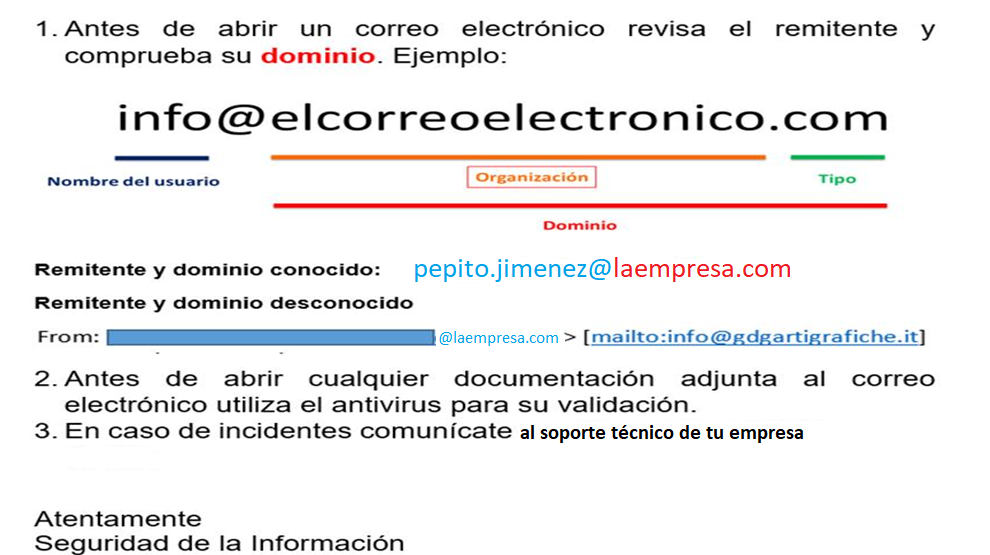 1. Antes de abrir un correo electrónico revisa el remitente y
comprueba su dominio. Ejemplo:
info@elcorreoelectronico.com
Nombre del usuario Organización Tipo
Dominio
Remitente y dominio conocido: pepito.jimenez@laempresa.com
Remitente y dominio desconocido
From: @laempresa.com > [mailto:info@gdgartigrafiche.it]
2. Antes de abrir cualquier documentación adjunta al correo
electrónico utiliza el antivirus para su validación.
3. En caso de incidentes comunícate al soporte técnico de tu empresa
Atentamente
Seguridad de la Información